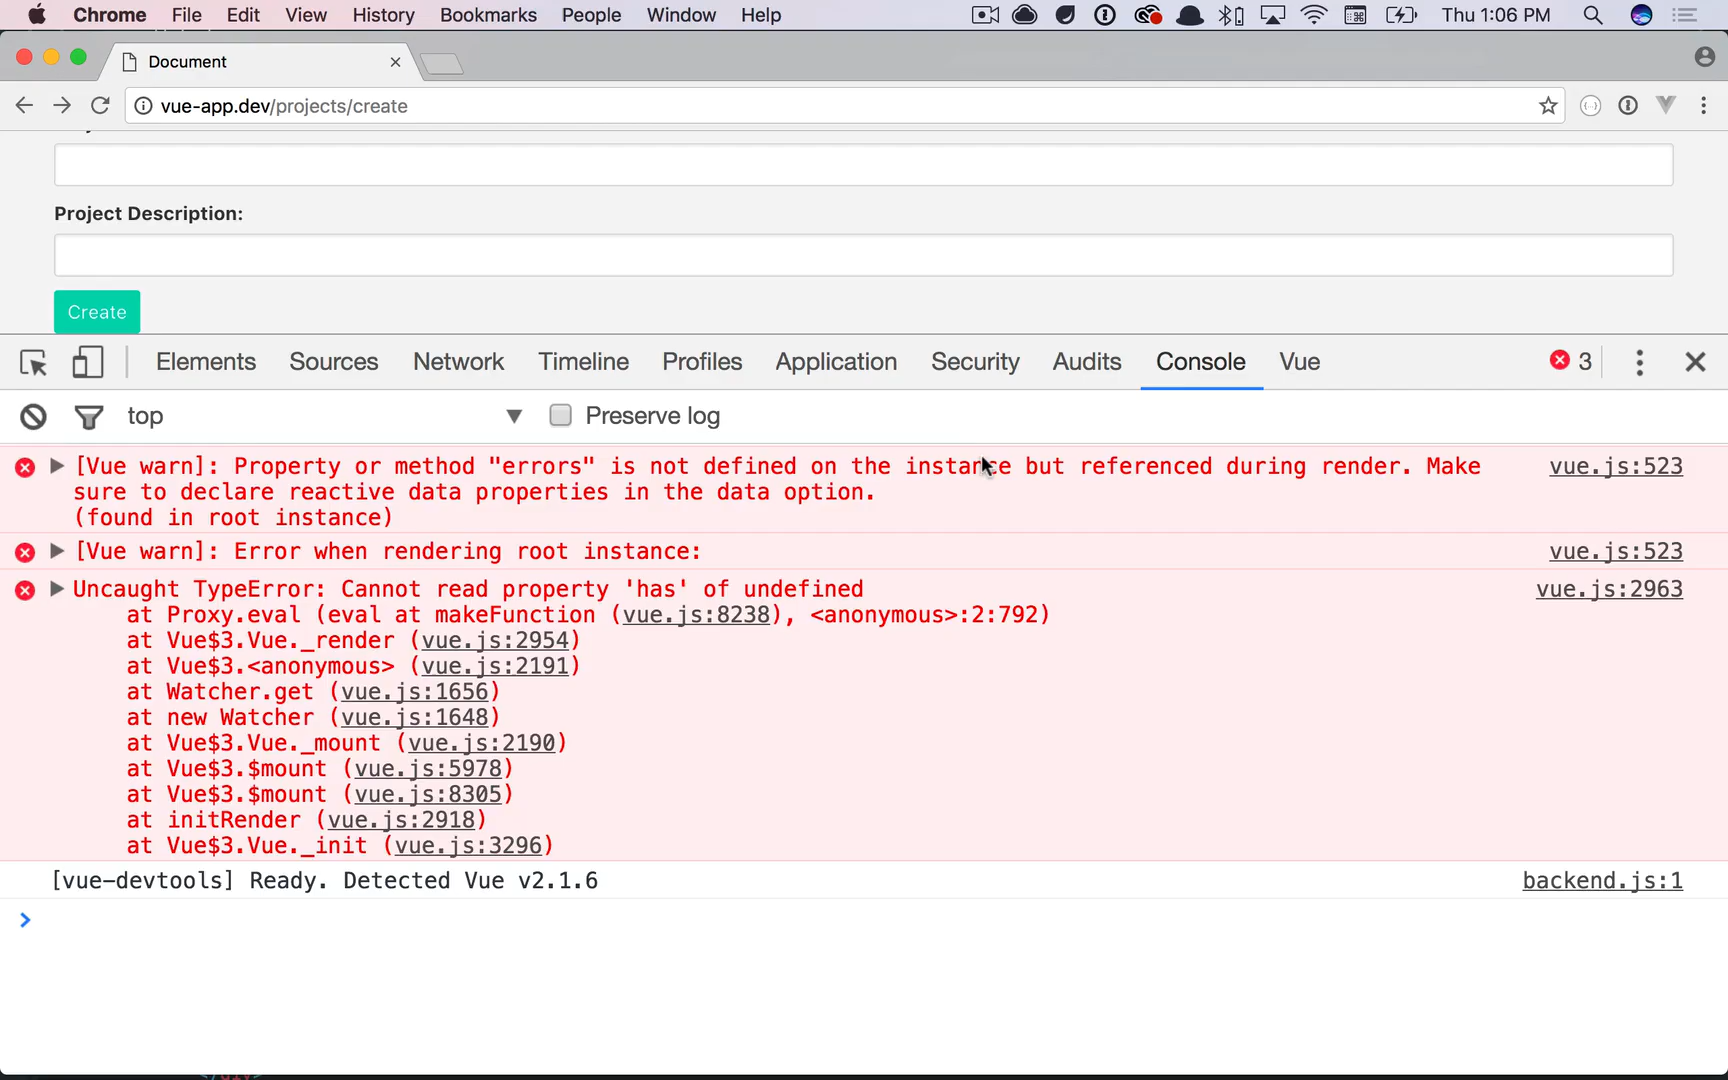 Chrome File Edit View History Bookmarks People Window Help Thu 1:06 PM
Document
vue-app.dev/projects/create
Project Description:
Create
Elements Sources Network Timeline Profiles Application Security Audits Console Vue 3
top Preserve log
[Vue warn]: Property or method "errors" is not defined on the instance but referenced during render. Make vue.js:523
sure to declare reactive data properties in the data option.
(found in root instance)
[Vue warn]: Error when rendering root instance: vue.js:523
Uncaught TypeError: Cannot read property 'has' of undefined vue.js:2963
at Proxy.eval (eval at makeFunction (vue.js:8238), <anonymous>:2:792)
at Vue$3.Vue._render (vue.js:2954)
at Vue$3.<anonymous> (vue.js:2191)
at Watcher.get (vue.js:1656)
at new Watcher (vue.js:1648)
at Vue$3.Vue._mount (vue.js:2190)
at Vue$3.$mount (vue.js:5978)
at Vue$3.$mount (vue.js:8305)
at initRender (vue.js:2918)
at Vue$3.Vue._init (vue.js:3296)
[vue-devtools] Ready. Detected Vue v2.1.6 backend.js:1